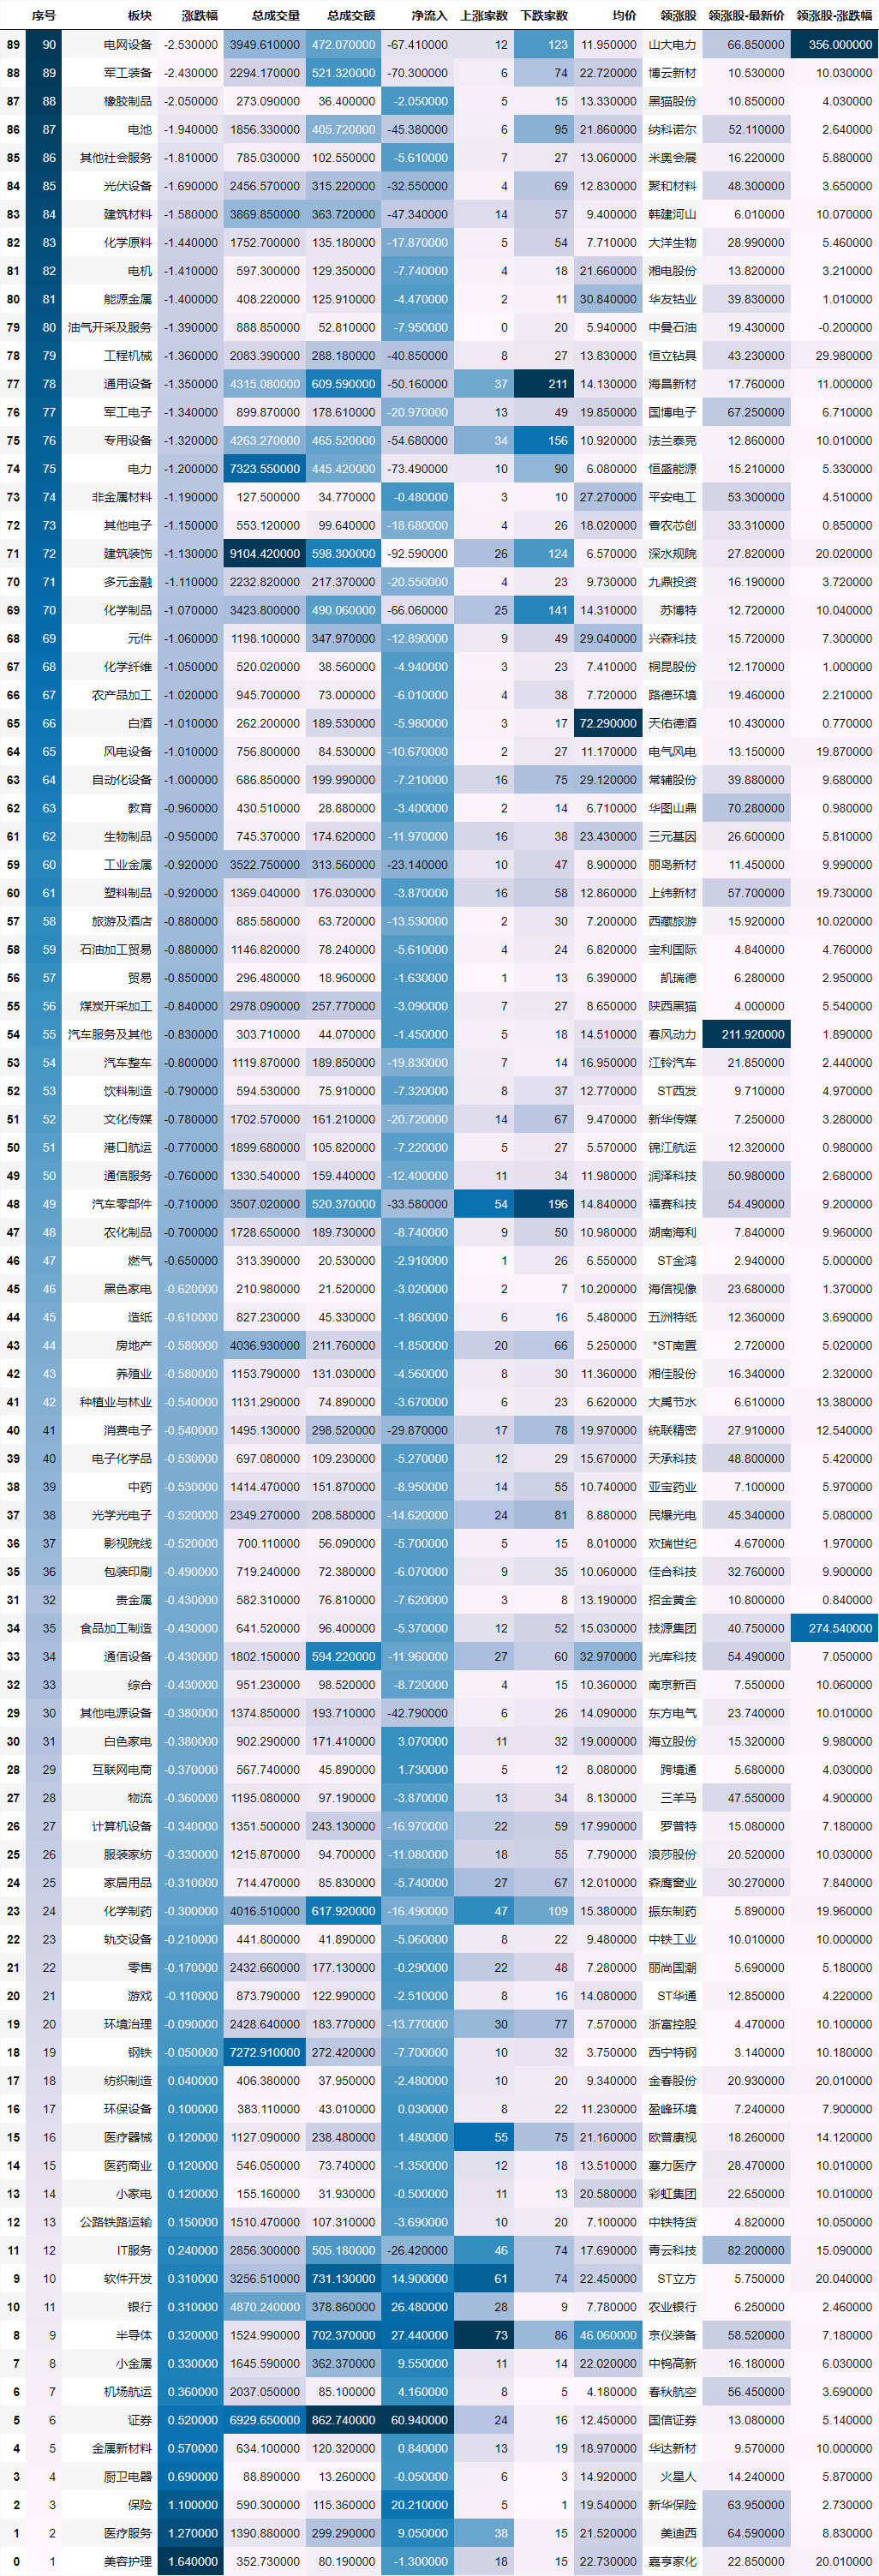 序号 板块 涨跌幅 总成交量 总成交额 净流入 上涨家数 下跌家数 均价 领涨股 领涨股-最新价 领涨股-涨跌幅
89 90 电网设备 -2.530000 3949.610000 472.070000 -67.410000 12 123 11.950000 山大电力 66.850000 356.000000
88 89 军工装备 -2.430000 2294.170000 521.320000 -70.300000 6 74 22.720000 博云新材 10.530000 10.030000
87 88 橡胶制品 -2.050000 273.090000 36.400000 -2.050000 5 15 13.330000 黑猫股份 10.850000 4.030000
86 87 电池 -1.940000 1856.330000 405.720000 -45.380000 6 95 21.860000 纳科诺尔 52.110000 2.640000
85 86 其他社会服务 -1.810000 785.030000 102.550000 -5.610000 7 27 13.060000 米奥会展 16.220000 5.880000
84 85 光伏设备 -1.690000 2456.570000 315.220000 -32.550000 4 69 12.830000 聚和材料 48.300000 3.650000
83 84 建筑材料 -1.580000 3869.850000 363.720000 -47.340000 14 57 9.400000 韩建河山 6.010000 10.070000
82 83 化学原料 -1.440000 1752.700000 135.180000 -17.870000 5 54 7.710000 大洋生物 28.990000 5.460000
81 82 电机 -1.410000 597.300000 129.350000 -7.740000 4 18 21.660000 湘电股份 13.820000 3.210000
80 81 能源金属 -1.400000 408.220000 125.910000 -4.470000 2 11 30.840000 华友钴业 39.830000 1.010000
79 80 油气开采及服务 -1.390000 888.850000 52.810000 -7.950000 0 20 5.940000 中曼石油 19.430000 -0.200000
78 79 工程机械 -1.360000 2083.390000 288.180000 -40.850000 8 27 13.830000 恒立钻具 43.230000 29.980000
77 78 通用设备 -1.350000 4315.080000 609.590000 -50.160000 37 211 14.130000 海昌新材 17.760000 11.000000
76 77 军工电子 -1.340000 899.870000 178.610000 -20.970000 13 49 19.850000 国博电子 67.250000 6.710000
75 76 专用设备 -1.320000 4263.270000 465.520000 -54.680000 34 156 10.920000 法兰泰克 12.860000 10.010000
74 75 电力 -1.200000 7323.550000 445.420000 -73.490000 10 90 6.080000 恒盛能源 15.210000 5.330000
73 74 非金属材料 -1.190000 127.500000 34.770000 -0.480000 3 10 27.270000 平安电工 53.300000 4.510000
72 73 其他电子 -1.150000 553.120000 99.640000 -18.680000 4 26 18.020000 香农芯创 33.310000 0.850000
71 72 建筑装饰 -1.130000 9104.420000 598.300000 -92.590000 26 124 6.570000 深水规院 27.820000 20.020000
70 71 多元金融 -1.110000 2232.820000 217.370000 -20.550000 4 23 9.730000 九鼎投资 16.190000 3.720000
69 70 化学制品 -1.070000 3423.800000 490.060000 -66.060000 25 141 14.310000 苏博特 12.720000 10.040000
68 69 元件 -1.060000 1198.100000 347.970000 -12.890000 9 49 29.040000 兴森科技 15.720000 7.300000
67 68 化学纤维 -1.050000 520.020000 38.560000 -4.940000 3 23 7.410000 桐昆股份 12.170000 1.000000
66 67 农产品加工 -1.020000 945.700000 73.000000 -6.010000 4 38 7.720000 路德环境 19.460000 2.210000
65 66 白酒 -1.010000 262.200000 189.530000 -5.980000 3 17 72.290000 天佑德酒 10.430000 0.770000
64 65 风电设备 -1.010000 756.800000 84.530000 -10.670000 2 27 11.170000 电气风电 13.150000 19.870000
63 64 自动化设备 -1.000000 686.850000 199.990000 -7.210000 16 75 29.120000 常辅股份 39.880000 9.680000
62 63 教育 -0.960000 430.510000 28.880000 -3.400000 2 14 6.710000 华图山鼎 70.280000 0.980000
61 62 生物制品 -0.950000 745.370000 174.620000 -11.970000 16 38 23.430000 三元基因 26.600000 5.810000
59 60 工业金属 -0.920000 3522.750000 313.560000 -23.140000 10 47 8.900000 丽岛新材 11.450000 9.990000
60 61 塑料制品 -0.920000 1369.040000 176.030000 -3.870000 16 58 12.860000 上纬新材 57.700000 19.730000
57 58 旅游及酒店 -0.880000 885.580000 63.720000 -13.530000 2 30 7.200000 西藏旅游 15.920000 10.020000
58 59 石油加工贸易 -0.880000 1146.820000 78.240000 -5.610000 4 24 6.820000 宝利国际 4.840000 4.760000
56 57 贸易 -0.850000 296.480000 18.960000 -1.630000 1 13 6.390000 凯瑞德 6.280000 2.950000
55 56 煤炭开采加工 -0.840000 2978.090000 257.770000 -3.090000 7 27 8.650000 陕西黑猫 4.000000 5.540000
54 55 汽车服务及其他 -0.830000 303.710000 44.070000 -1.450000 5 18 14.510000 春风动力 211.920000 1.890000
53 54 汽车整车 -0.800000 1119.870000 189.850000 -19.830000 7 14 16.950000 江铃汽车 21.850000 2.440000
52 53 饮料制造 -0.790000 594.530000 75.910000 -7.320000 8 37 12.770000 ST西发 9.710000 4.970000
51 52 文化传媒 -0.780000 1702.570000 161.210000 -20.720000 14 67 9.470000 新华传媒 7.250000 3.280000
50 51 港口航运 -0.770000 1899.680000 105.820000 -7.220000 5 27 5.570000 锦江航运 12.320000 0.980000
49 50 通信服务 -0.760000 1330.540000 159.440000 -12.400000 11 34 11.980000 润泽科技 50.980000 2.680000
48 49 汽车零部件 -0.710000 3507.020000 520.370000 -33.580000 54 196 14.840000 福赛科技 54.490000 9.200000
47 48 农化制品 -0.700000 1728.650000 189.730000 -8.740000 9 50 10.980000 湖南海利 7.840000 9.960000
46 47 燃气 -0.650000 313.390000 20.530000 -2.910000 1 26 6.550000 ST金鸿 2.940000 5.000000
45 46 黑色家电 -0.620000 210.980000 21.520000 -3.020000 2 7 10.200000 海信视像 23.680000 1.370000
44 45 造纸 -0.610000 827.230000 45.330000 -1.860000 6 16 5.480000 五洲特纸 12.360000 3.690000
43 44 房地产 -0.580000 4036.930000 211.760000 -1.850000 20 66 5.250000 *ST南置 2.720000 5.020000
42 43 养殖业 -0.580000 1153.790000 131.030000 -4.560000 8 30 11.360000 湘佳股份 16.340000 2.320000
41 42 种植业与林业 -0.540000 1131.290000 74.890000 -3.670000 6 23 6.620000 大禹节水 6.610000 13.380000
40 41 消费电子 -0.540000 1495.130000 298.520000 -29.870000 17 78 19.970000 统联精密 27.910000 12.540000
39 40 电子化学品 -0.530000 697.080000 109.230000 -5.270000 12 29 15.670000 天承科技 48.800000 5.420000
38 39 中药 -0.530000 1414.470000 151.870000 -8.950000 14 55 10.740000 亚宝药业 7.100000 5.970000
37 38 光学光电子 -0.520000 2349.270000 208.580000 -14.620000 24 81 8.880000 民爆光电 45.340000 5.080000
36 37 影视院线 -0.520000 700.110000 56.090000 -5.700000 5 15 8.010000 欢瑞世纪 4.670000 1.970000
35 36 包装印刷 -0.490000 719.240000 72.380000 -6.070000 9 35 10.060000 佳合科技 32.760000 9.900000
31 32 贵金属 -0.430000 582.310000 76.810000 -7.620000 3 8 13.190000 招金黄金 10.800000 0.840000
34 35 食品加工制造 -0.430000 641.520000 96.400000 -5.370000 12 52 15.030000 技源集团 40.750000 274.540000
33 34 通信设备 -0.430000 1802.150000 594.220000 -11.960000 27 60 32.970000 光库科技 54.490000 7.050000
32 33 综合 -0.430000 951.230000 98.520000 -8.720000 4 15 10.360000 南京新百 7.550000 10.060000
29 30 其他电源设备 -0.380000 1374.850000 193.710000 -42.790000 6 26 14.090000 东方电气 23.740000 10.010000
30 31 白色家电 -0.380000 902.290000 171.410000 3.070000 11 32 19.000000 海立股份 15.320000 9.980000
28 29 互联网电商 -0.370000 567.740000 45.890000 1.730000 5 12 8.080000 跨境通 5.680000 4.030000
27 28 物流 -0.360000 1195.080000 97.190000 -3.870000 13 34 8.130000 三羊马 47.550000 4.900000
26 27 计算机设备 -0.340000 1351.500000 243.130000 -16.970000 22 59 17.990000 罗普特 15.080000 7.180000
25 26 服装家纺 -0.330000 1215.870000 94.700000 -11.080000 18 55 7.790000 浪莎股份 20.520000 10.030000
24 25 家居用品 -0.310000 714.470000 85.830000 -5.740000 27 67 12.010000 森鹰窗业 30.270000 7.840000
23 24 化学制药 -0.300000 4016.510000 617.920000 -16.490000 47 109 15.380000 振东制药 5.890000 19.960000
22 23 轨交设备 -0.210000 441.800000 41.890000 -5.060000 8 22 9.480000 中铁工业 10.010000 10.000000
21 22 零售 -0.170000 2432.660000 177.130000 -0.290000 22 48 7.280000 丽尚国潮 5.690000 5.180000
20 21 游戏 -0.110000 873.790000 122.990000 -2.510000 8 16 14.080000 ST华通 12.850000 4.220000
19 20 环境治理 -0.090000 2428.640000 183.770000 -13.770000 30 77 7.570000 浙富控股 4.470000 10.100000
18 19 钢铁 -0.050000 7272.910000 272.420000 -7.700000 10 32 3.750000 西宁特钢 3.140000 10.180000
17 18 纺织制造 0.040000 406.380000 37.950000 -2.480000 10 20 9.340000 金春股份 20.930000 20.010000
16 17 环保设备 0.100000 383.110000 43.010000 0.030000 8 22 11.230000 盈峰环境 7.240000 7.900000
15 16 医疗器械 0.120000 1127.090000 238.480000 1.480000 55 75 21.160000 欧普康视 18.260000 14.120000
14 15 医药商业 0.120000 546.050000 73.740000 -1.350000 12 18 13.510000 塞力医疗 28.470000 10.010000
13 14 小家电 0.120000 155.160000 31.930000 -0.500000 11 13 20.580000 彩虹集团 22.650000 10.010000
12 13 公路铁路运输 0.150000 1510.470000 107.310000 -3.690000 10 20 7.100000 中铁特货 4.820000 10.050000
11 12 IT服务 0.240000 2856.300000 505.180000 -26.420000 46 74 17.690000 青云科技 82.200000 15.090000
9 10 软件开发 0.310000 3256.510000 731.130000 14.900000 61 74 22.450000 ST立方 5.750000 20.040000
10 11 银行 0.310000 4870.240000 378.860000 26.480000 28 9 7.780000 农业银行 6.250000 2.460000
8 9 半导体 0.320000 1524.990000 702.370000 27.440000 73 86 46.060000 京仪装备 58.520000 7.180000
7 8 小金属 0.330000 1645.590000 362.370000 9.550000 11 14 22.020000 中钨高新 16.180000 6.030000
6 7 机场航运 0.360000 2037.050000 85.100000 4.160000 8 5 4.180000 春秋航空 56.450000 3.690000
5 6 证券 0.520000 6929.650000 862.740000 60.940000 24 16 12.450000 国信证券 13.080000 5.140000
4 5 金属新材料 0.570000 634.100000 120.320000 0.840000 13 19 18.970000 华达新材 9.570000 10.000000
3 4 厨卫电器 0.690000 88.890000 13.260000 -0.050000 6 3 14.920000 火星人 14.240000 5.870000
2 3 保险 1.100000 590.300000 115.360000 20.210000 5 1 19.540000 新华保险 63.950000 2.730000
1 2 医疗服务 1.270000 1390.880000 299.290000 9.050000 38 15 21.520000 美迪西 64.590000 8.830000
0 1 美容护理 1.640000 352.730000 80.190000 -1.300000 18 15 22.730000 嘉亨家化 22.850000 20.010000